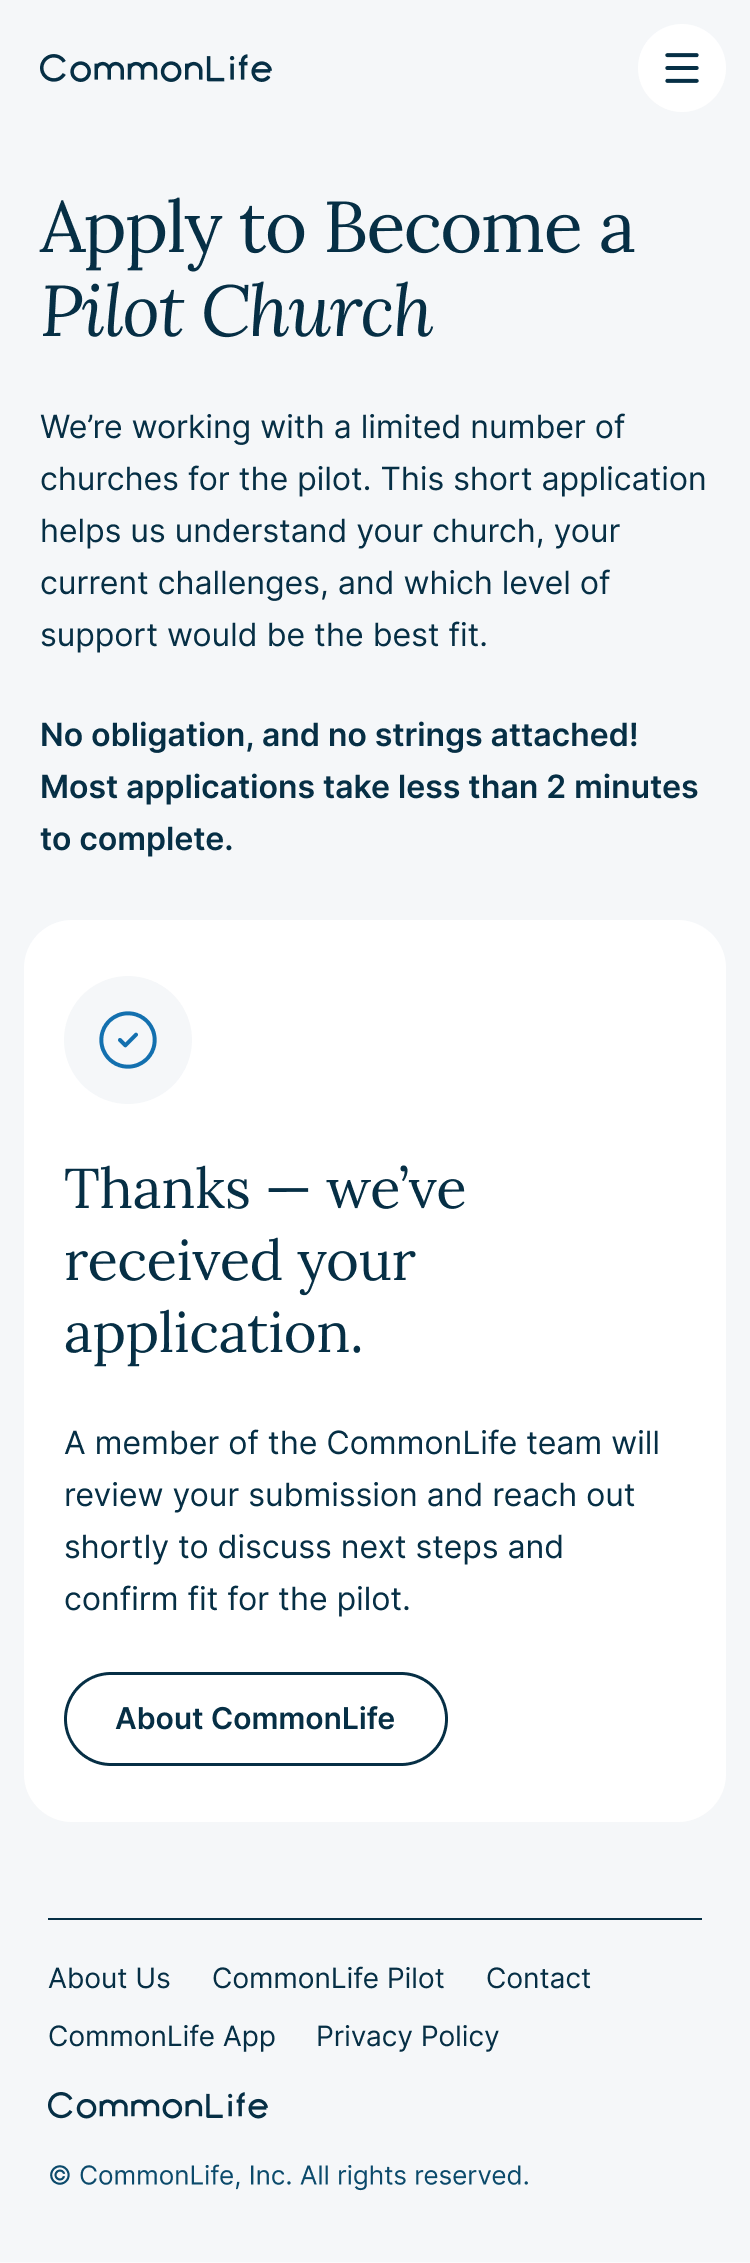 CommonLife
Apply to Become a
Pilot Church
We’re working with a limited number of
churches for the pilot. This short application
helps us understand your church, your
current challenges, and which level of
support would be the best fit.
No obligation, and no strings attached!
Most applications take less than 2 minutes
to complete.
Thanks — we’ve
received your
application.
A member of the CommonLife team will
review your submission and reach out
shortly to discuss next steps and
confirm fit for the pilot.
About CommonLife
About Us CommonLife Pilot Contact
CommonLife App Privacy Policy
CommonLife
© CommonLife, Inc. All rights reserved.